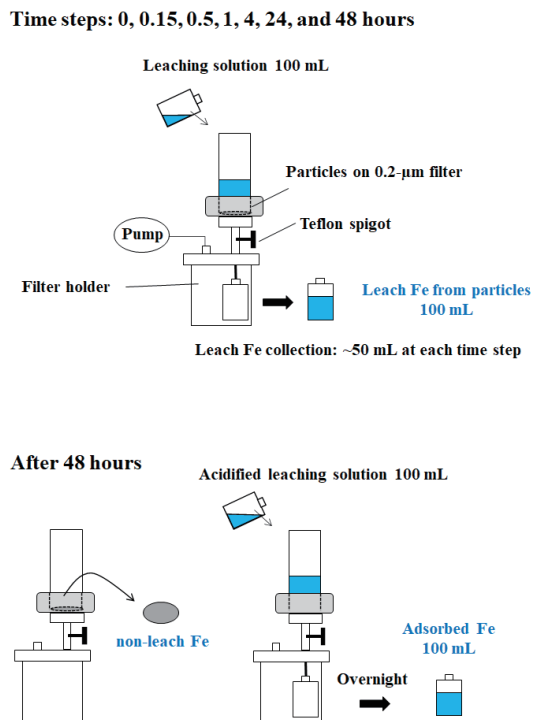 Time steps: 0, 0.15, 0.5, 1, 4, 24, and 48 hours
Leaching solution 100 mL
Particles on 0.2-µm filter
Teflon spigot
Pump
Filter holder
Leach Fe from particles
100 mL
Leach Fe collection: ~50 mL at each time step
After 48 hours
Acidified leaching solution 100 mL
non-leach Fe
Adsorbed Fe
100 mL
Overnight